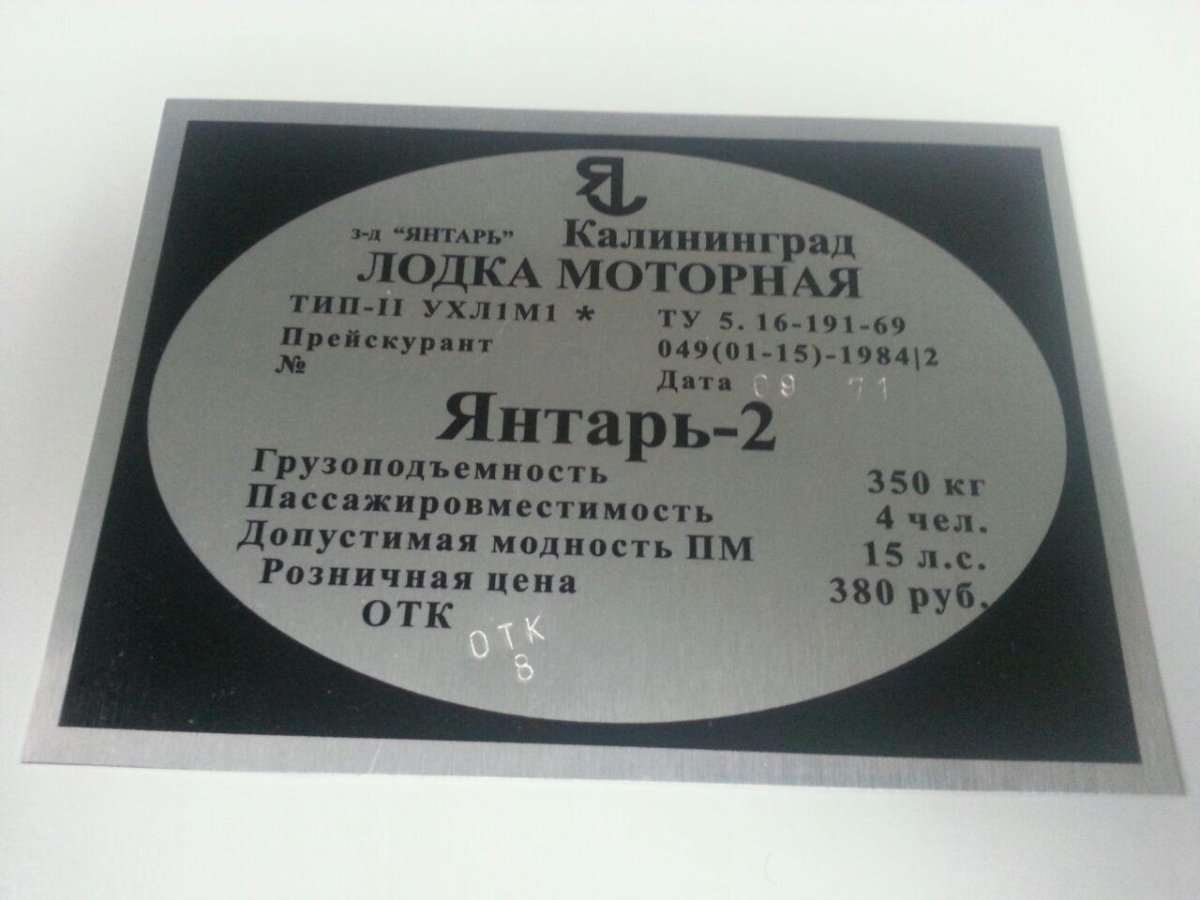 з-д "ЯНТАРЬ" Калининград
ЛОДКА МОТОРНАЯ
ТИП-II УХЛ1М1 * ТУ 5. 16-191-69
Прейскурант 049(01-15)-1984|2
№ Дата 08 71
Янтарь-2
Грузоподъемность 350 кг
Пассажировместимость 4 чел.
Допустимая модность ПМ 15 л.с.
Розничная цена 380 руб.
ОТК ОТК
8